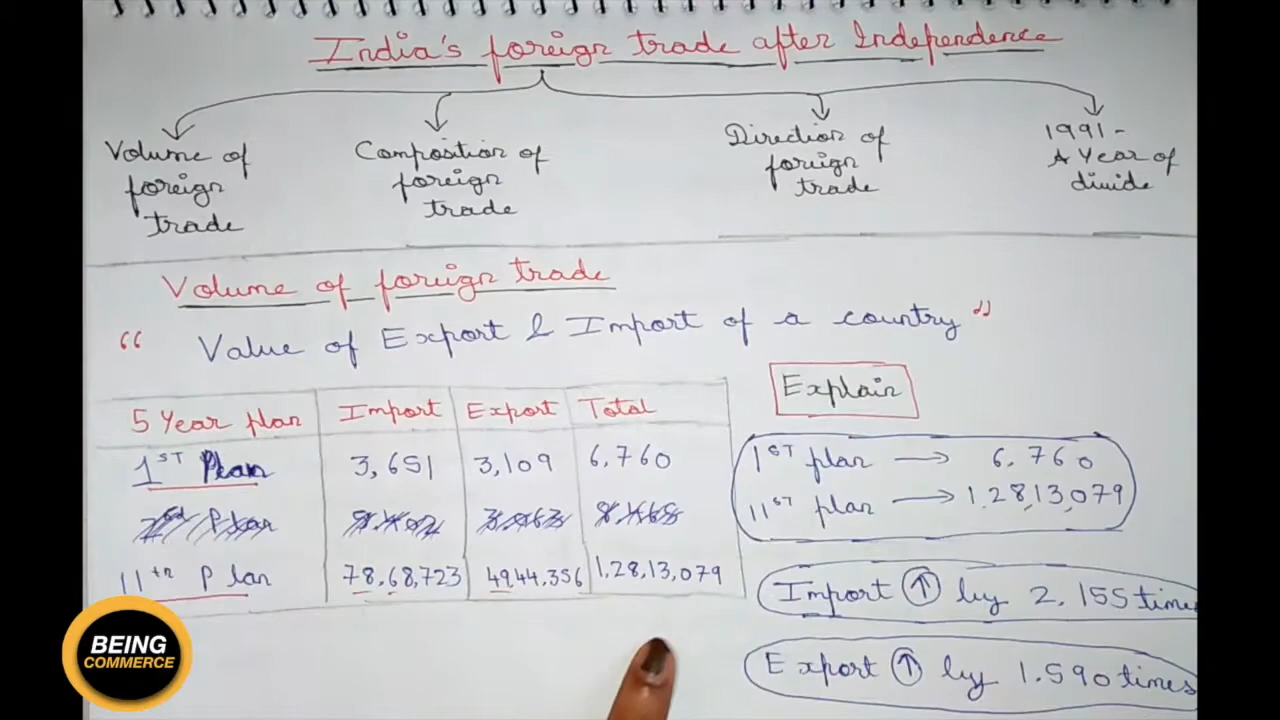 India's foreign trade after Independence
Volume of
foreign
trade
Composition of
foreign
trade
Direction of
foreign
trade
1991 -
A Year of
divide
Volume of foreign trade
" Value of Export & Import of a country "
5 Year plan Import Export Total
1ST Plan 3,651 3,109 6,760
11th Plan 78,68,723 4944,356 1,28,13,079
Explain
1ST plan → 6,760
11ST plan → 1,28,13,079
Import ↑ by 2,155 times
Export ↑ by 1.590 times
BEING
COMMERCE